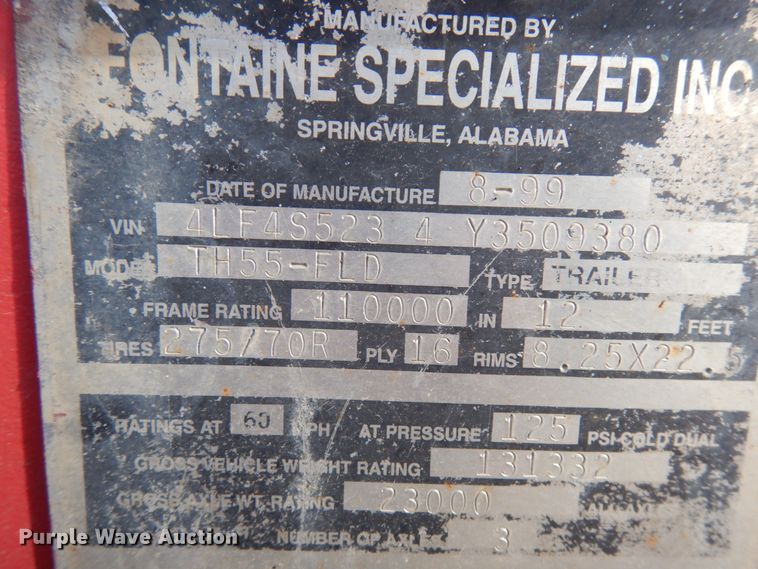 MANUFACTURED BY
FONTAINE SPECIALIZED INC.
SPRINGVILLE, ALABAMA
DATE OF MANUFACTURE 8-99
VIN 4LF4S523 4 Y3509380
MODEL TH55-FLD TYPE TRAILER
FRAME RATING 110000 IN 12 FEET
TIRES 275/70R PLY 16 RIMS 8.25X22.5
RATINGS AT 60 MPH AT PRESSURE 125 PSI COLD DUAL
GROSS VEHICLE WEIGHT RATING 131332
GROSS AXLE WT. RATING 23000
NUMBER OF AXLES 3
Purple Wave Auction